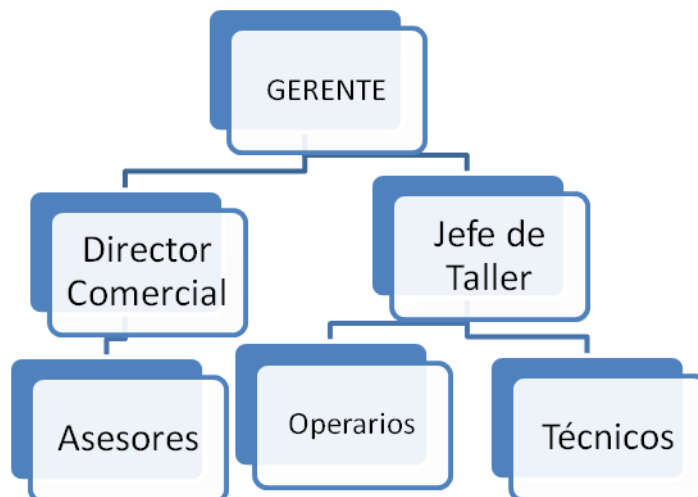 GERENTE
Director
Comercial
Jefe de
Taller
Asesores
Operarios
Técnicos